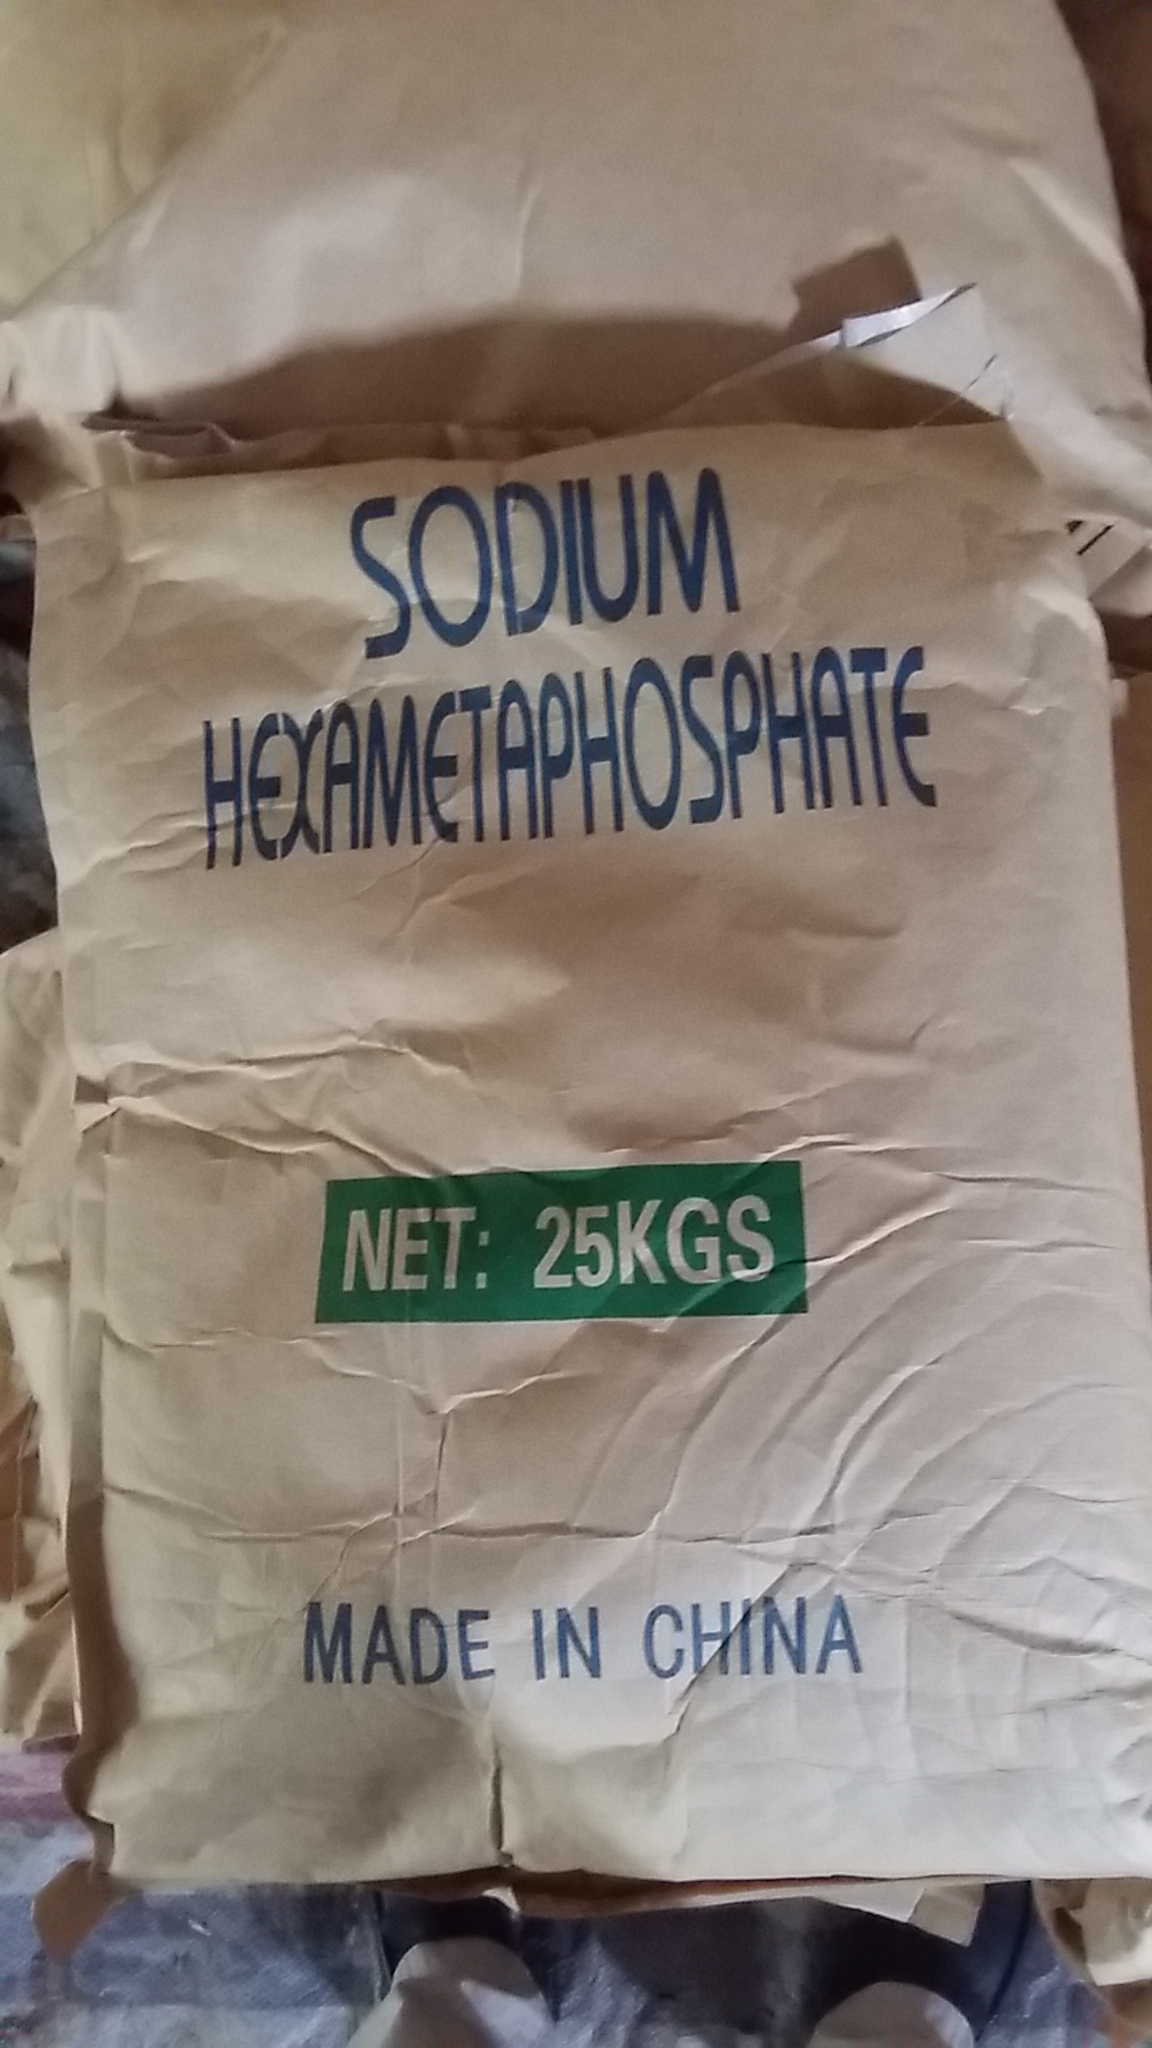 SODIUM
HEXAMETAPHOSPHATE
NET: 25KGS
MADE IN CHINA